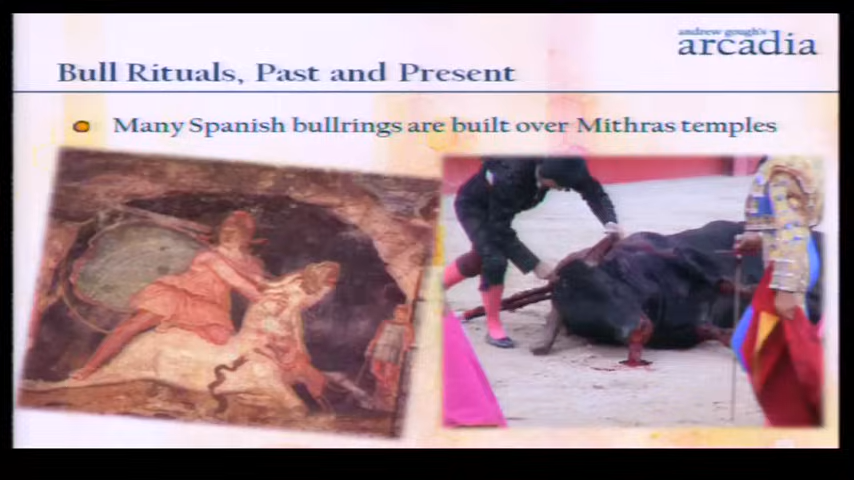 andrew gough's
arcadia
Bull Rituals, Past and Present
Many Spanish bullrings are built over Mithras temples